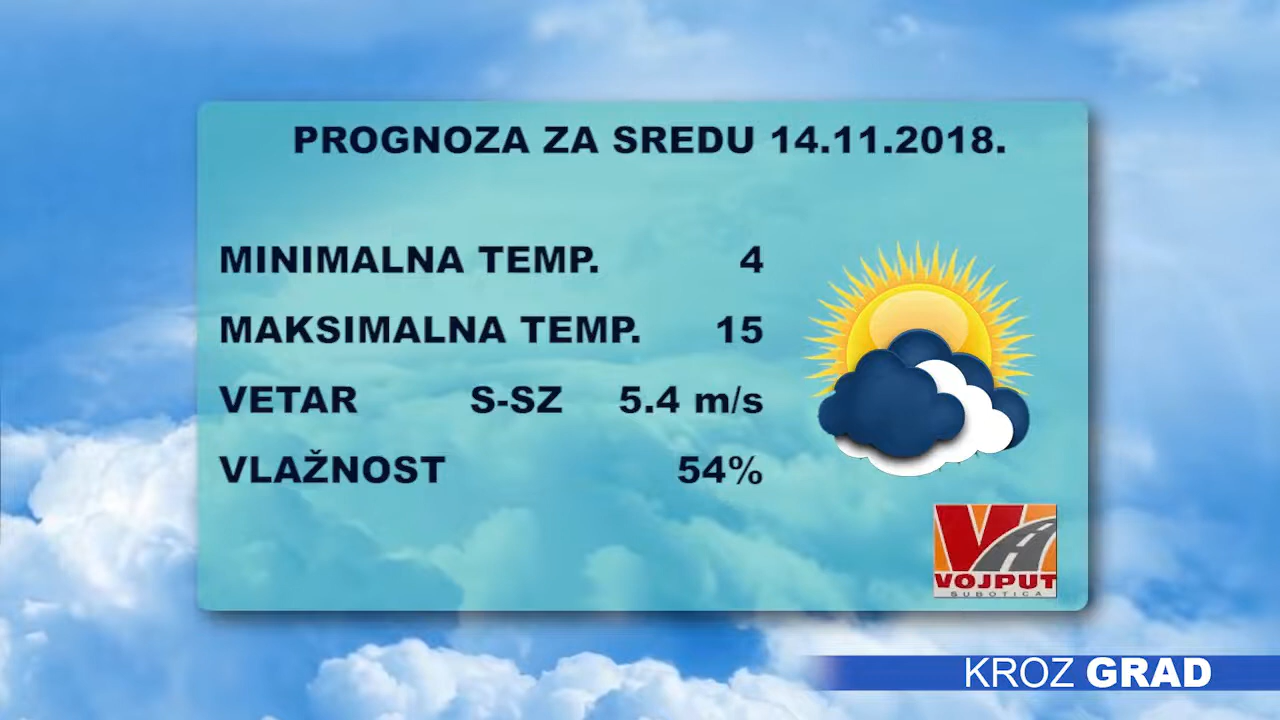 PROGNOZA ZA SREDU 14.11.2018.
MINIMALNA TEMP. 4
MAKSIMALNA TEMP. 15
VETAR S-SZ 5.4 m/s
VLAŽNOST 54%
VOJPUT
SUBOTICA
KROZ GRAD